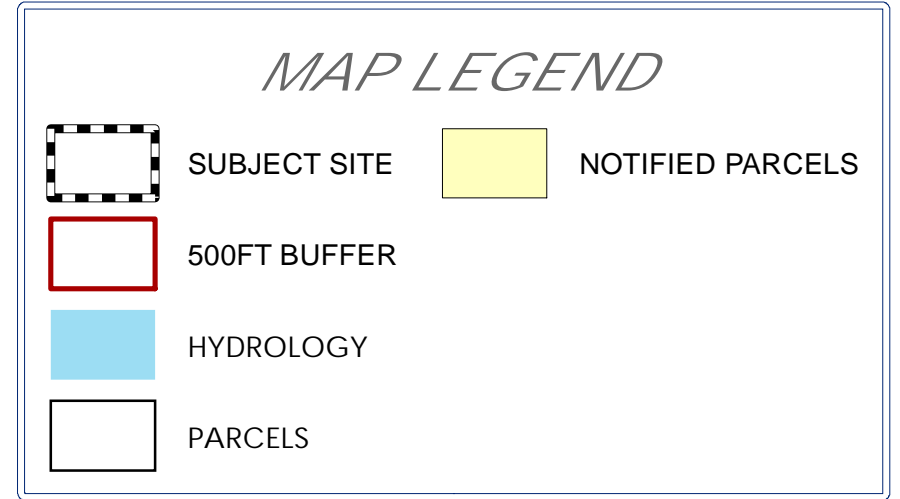 MAP LEGEND
SUBJECT SITE
NOTIFIED PARCELS
500FT BUFFER
HYDROLOGY
PARCELS